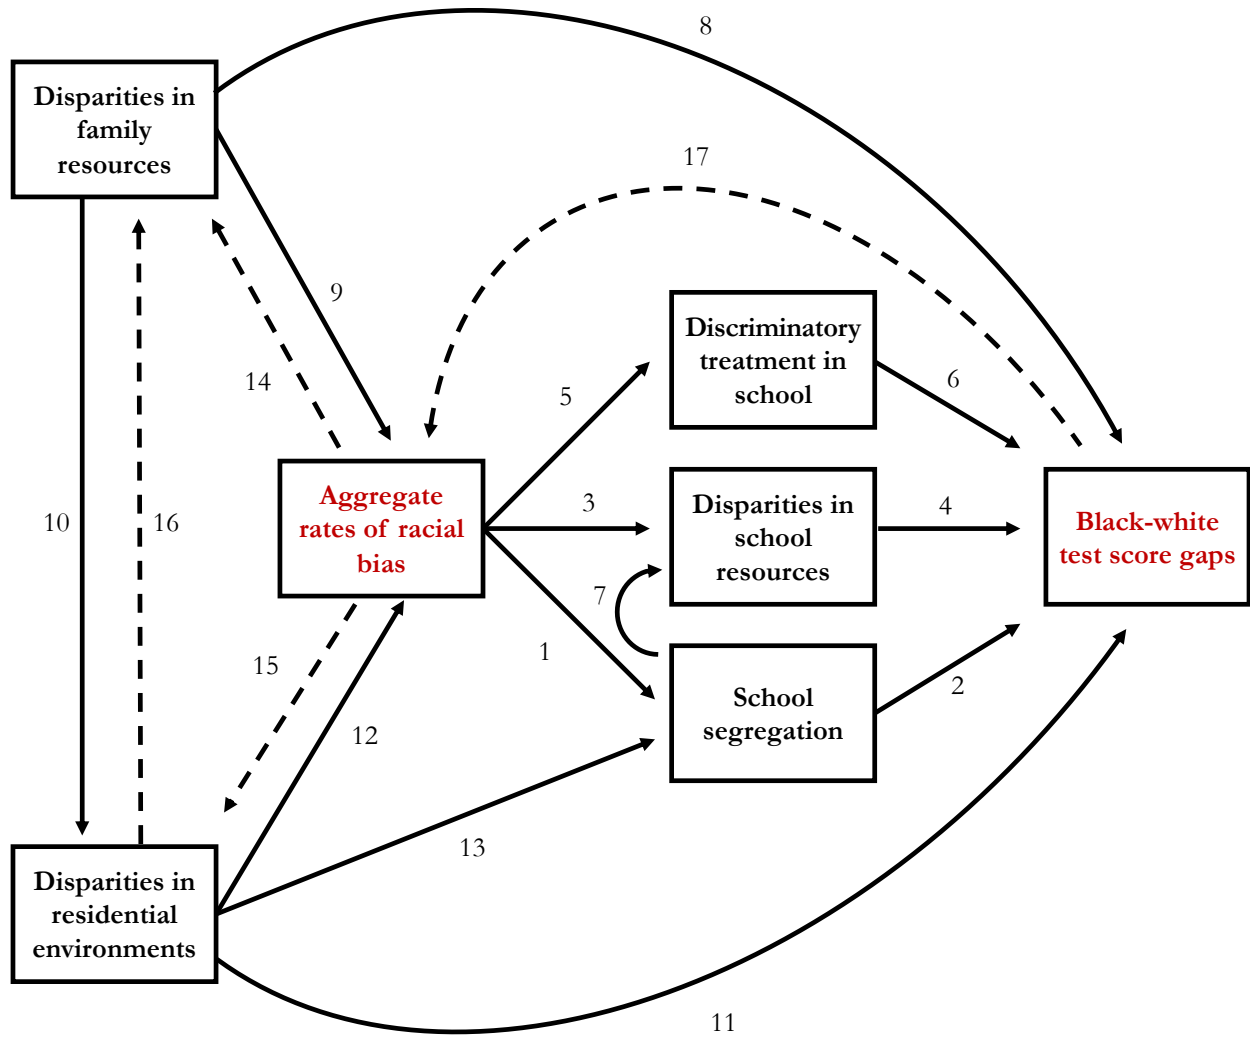 8
Disparities in
family
resources
17
9
Discriminatory
treatment in
school
14
5
6
Aggregate
rates of racial
bias
3
Disparities in
school
resources
4
Black-white
test score gaps
10
16
7
1
15
School
segregation
2
12
13
Disparities in
residential
environments
11